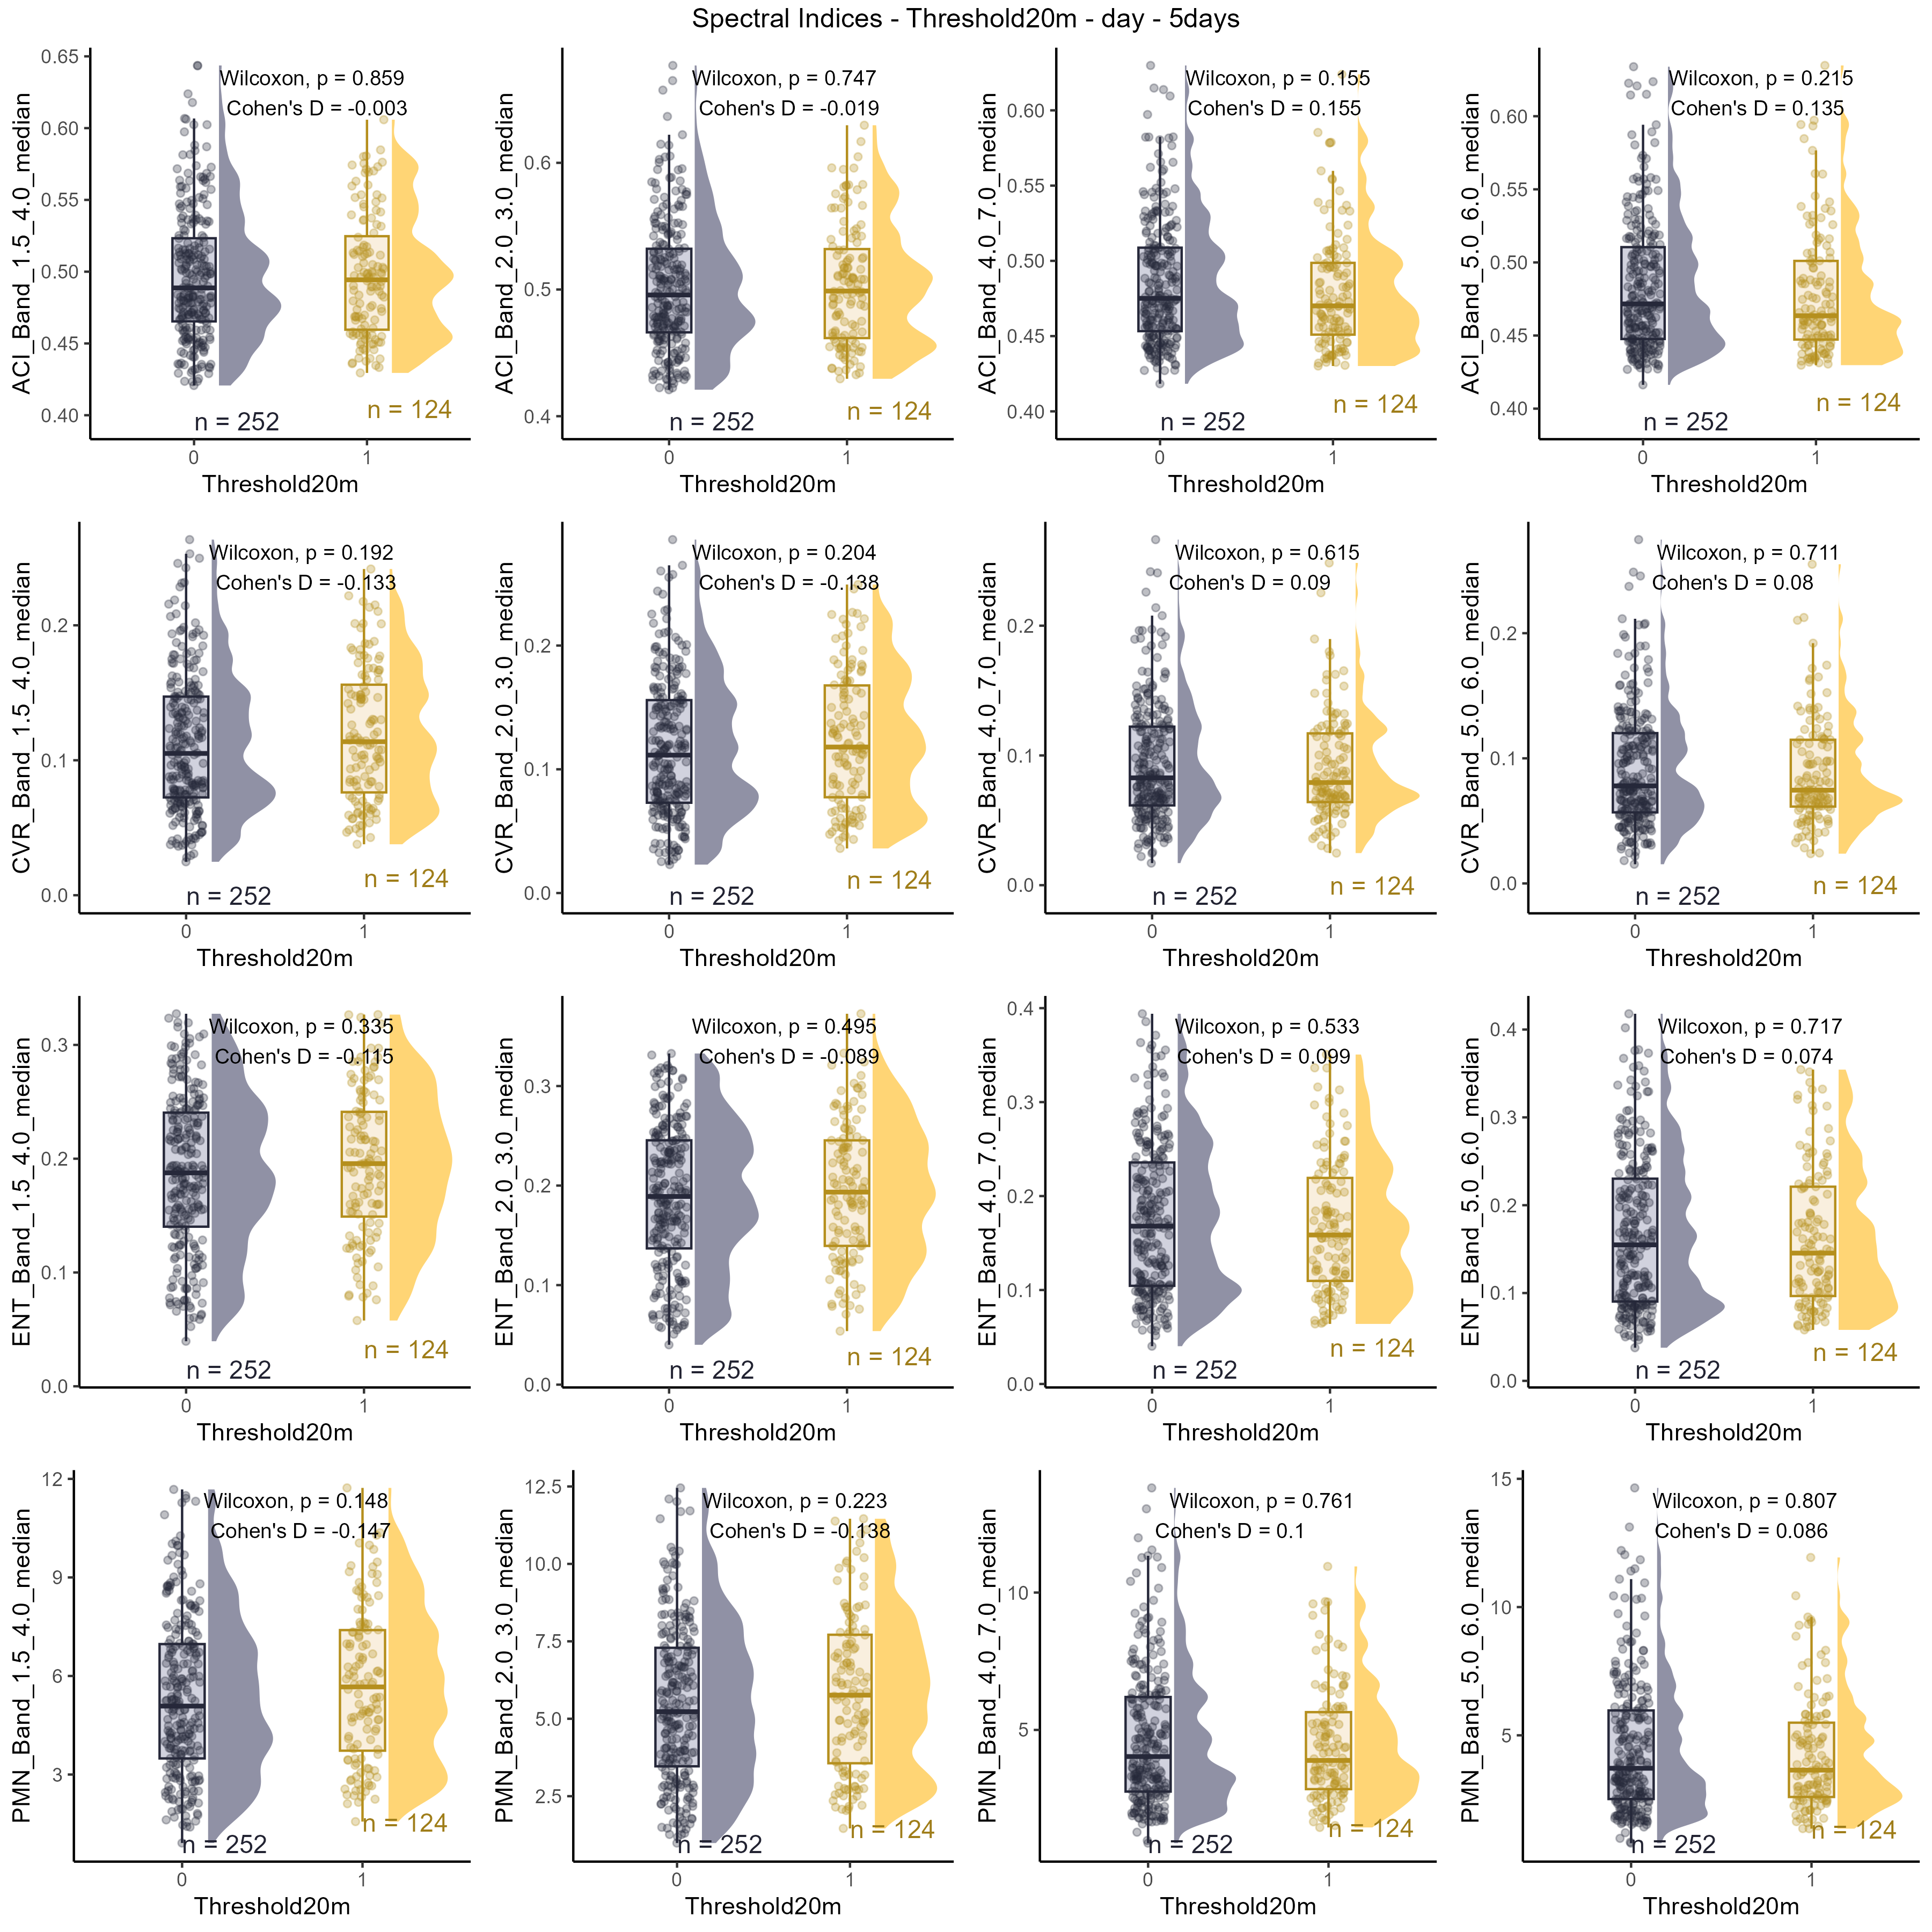 Spectral Indices - Threshold20m - day - 5days
ACI_Band_1.5_4.0_median
0.65
0.60
0.55
0.50
0.45
0.40
Wilcoxon, p = 0.859
Cohen's D = -0.003
n = 252
n = 124
0
1
Threshold20m
ACI_Band_2.0_3.0_median
0.6
0.5
0.4
Wilcoxon, p = 0.747
Cohen's D = -0.019
n = 252
n = 124
0
1
Threshold20m
ACI_Band_4.0_7.0_median
0.60
0.55
0.50
0.45
0.40
Wilcoxon, p = 0.155
Cohen's D = 0.155
n = 252
n = 124
0
1
Threshold20m
ACI_Band_5.0_6.0_median
0.60
0.55
0.50
0.45
0.40
Wilcoxon, p = 0.215
Cohen's D = 0.135
n = 252
n = 124
0
1
Threshold20m
CVR_Band_1.5_4.0_median
0.2
0.1
0.0
Wilcoxon, p = 0.192
Cohen's D = -0.133
n = 252
n = 124
0
1
Threshold20m
CVR_Band_2.0_3.0_median
0.2
0.1
0.0
Wilcoxon, p = 0.204
Cohen's D = -0.138
n = 252
n = 124
0
1
Threshold20m
CVR_Band_4.0_7.0_median
0.2
0.1
0.0
Wilcoxon, p = 0.615
Cohen's D = 0.09
n = 252
n = 124
0
1
Threshold20m
CVR_Band_5.0_6.0_median
0.2
0.1
0.0
Wilcoxon, p = 0.711
Cohen's D = 0.08
n = 252
n = 124
0
1
Threshold20m
ENT_Band_1.5_4.0_median
0.3
0.2
0.1
0.0
Wilcoxon, p = 0.335
Cohen's D = -0.115
n = 252
n = 124
0
1
Threshold20m
ENT_Band_2.0_3.0_median
0.3
0.2
0.1
0.0
Wilcoxon, p = 0.495
Cohen's D = -0.089
n = 252
n = 124
0
1
Threshold20m
ENT_Band_4.0_7.0_median
0.4
0.3
0.2
0.1
0.0
Wilcoxon, p = 0.533
Cohen's D = 0.099
n = 252
n = 124
0
1
Threshold20m
ENT_Band_5.0_6.0_median
0.4
0.3
0.2
0.1
0.0
Wilcoxon, p = 0.717
Cohen's D = 0.074
n = 252
n = 124
0
1
Threshold20m
PMN_Band_1.5_4.0_median
12
9
6
3
Wilcoxon, p = 0.148
Cohen's D = -0.147
n = 252
n = 124
0
1
Threshold20m
PMN_Band_2.0_3.0_median
12.5
10.0
7.5
5.0
2.5
Wilcoxon, p = 0.223
Cohen's D = -0.138
n = 252
n = 124
0
1
Threshold20m
PMN_Band_4.0_7.0_median
10
5
Wilcoxon, p = 0.761
Cohen's D = 0.1
n = 252
n = 124
0
1
Threshold20m
PMN_Band_5.0_6.0_median
15
10
5
Wilcoxon, p = 0.807
Cohen's D = 0.086
n = 252
n = 124
0
1
Threshold20m